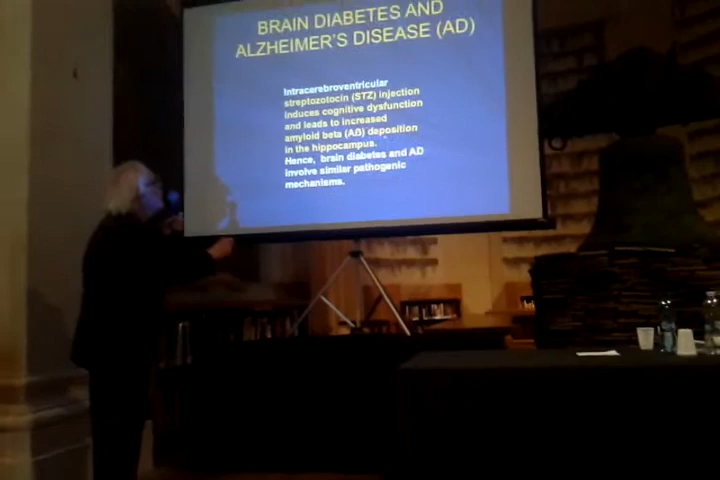 BRAIN DIABETES AND
ALZHEIMER'S DISEASE (AD)
Intracerebroventricular
streptozotocin (STZ) injection
induces cognitive dysfunction
and leads to increased
amyloid beta (Aß) deposition
in the hippocampus.
Hence, brain diabetes and AD
involve similar pathogenic
mechanisms.